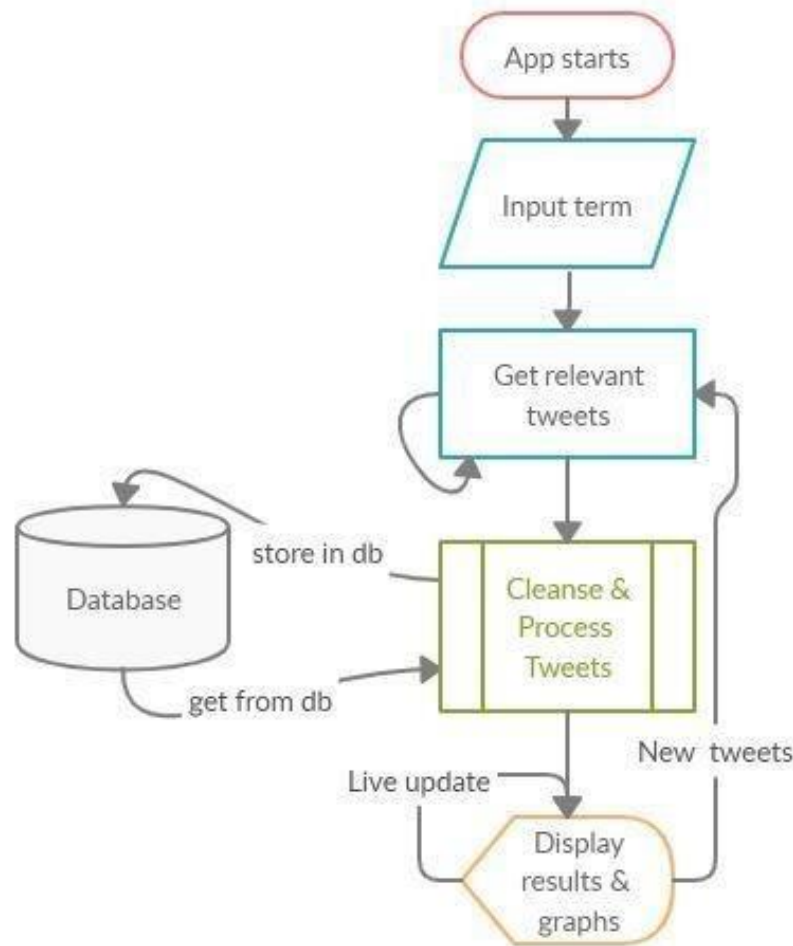 App starts
Input term
Get relevant
tweets
store in db
Database
Cleanse &
Process
Tweets
get from db
New tweets
Live update
Display
results &
graphs